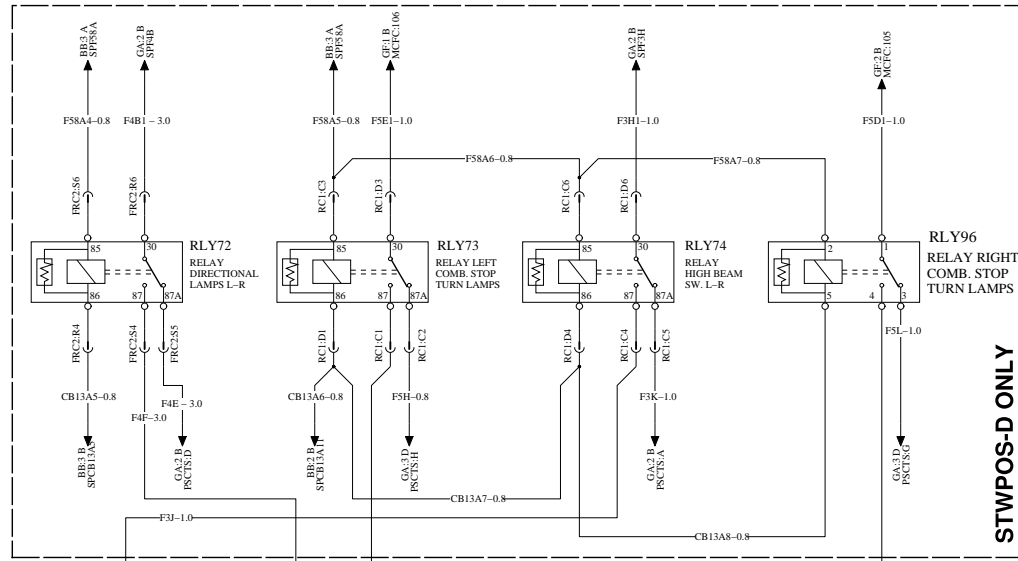 BB:3 A
SPF58A
GA:2 B
SPF4B
BB:3 A
SPF58A
GF:1 B
MCFC:106
GA:2 B
SPF3H
GF:2 B
MCFC:105
F58A4–0.8
F4B1 – 3.0
F58A5–0.8
F5E1–1.0
F3H1–1.0
F5D1–1.0
F58A6–0.8
F58A7–0.8
FRC2:S6
FRC2:R6
RC1:C3
RC1:D3
RC1:C6
RC1:D6
85
30
86
87
87A
RLY72
RELAY
DIRECTIONAL
LAMPS L–R
85
30
86
87
87A
RLY73
RELAY LEFT
COMB. STOP
TURN LAMPS
85
30
86
87
87A
RLY74
RELAY
HIGH BEAM
SW. L–R
2
1
5
4
3
RLY96
RELAY RIGHT
COMB. STOP
TURN LAMPS
FRC2:R4
FRC2:S4
FRC2:S5
RC1:D1
RC1:C1
RC1:C2
RC1:D4
RC1:C4
RC1:C5
F5L–1.0
CB13A5–0.8
F4F–3.0
F4E – 3.0
CB13A6–0.8
F5H–0.8
F3K–1.0
BB:3 B
SPCB13A5
GA:2 B
PSCTS:D
BB:2 B
SPCB13A11
GA:3 D
PSCTS:H
GA:2 B
PSCTS:A
GA:3 D
PSCTS:G
CB13A7–0.8
F3J–1.0
CB13A8–0.8
STWPOS-D ONLY